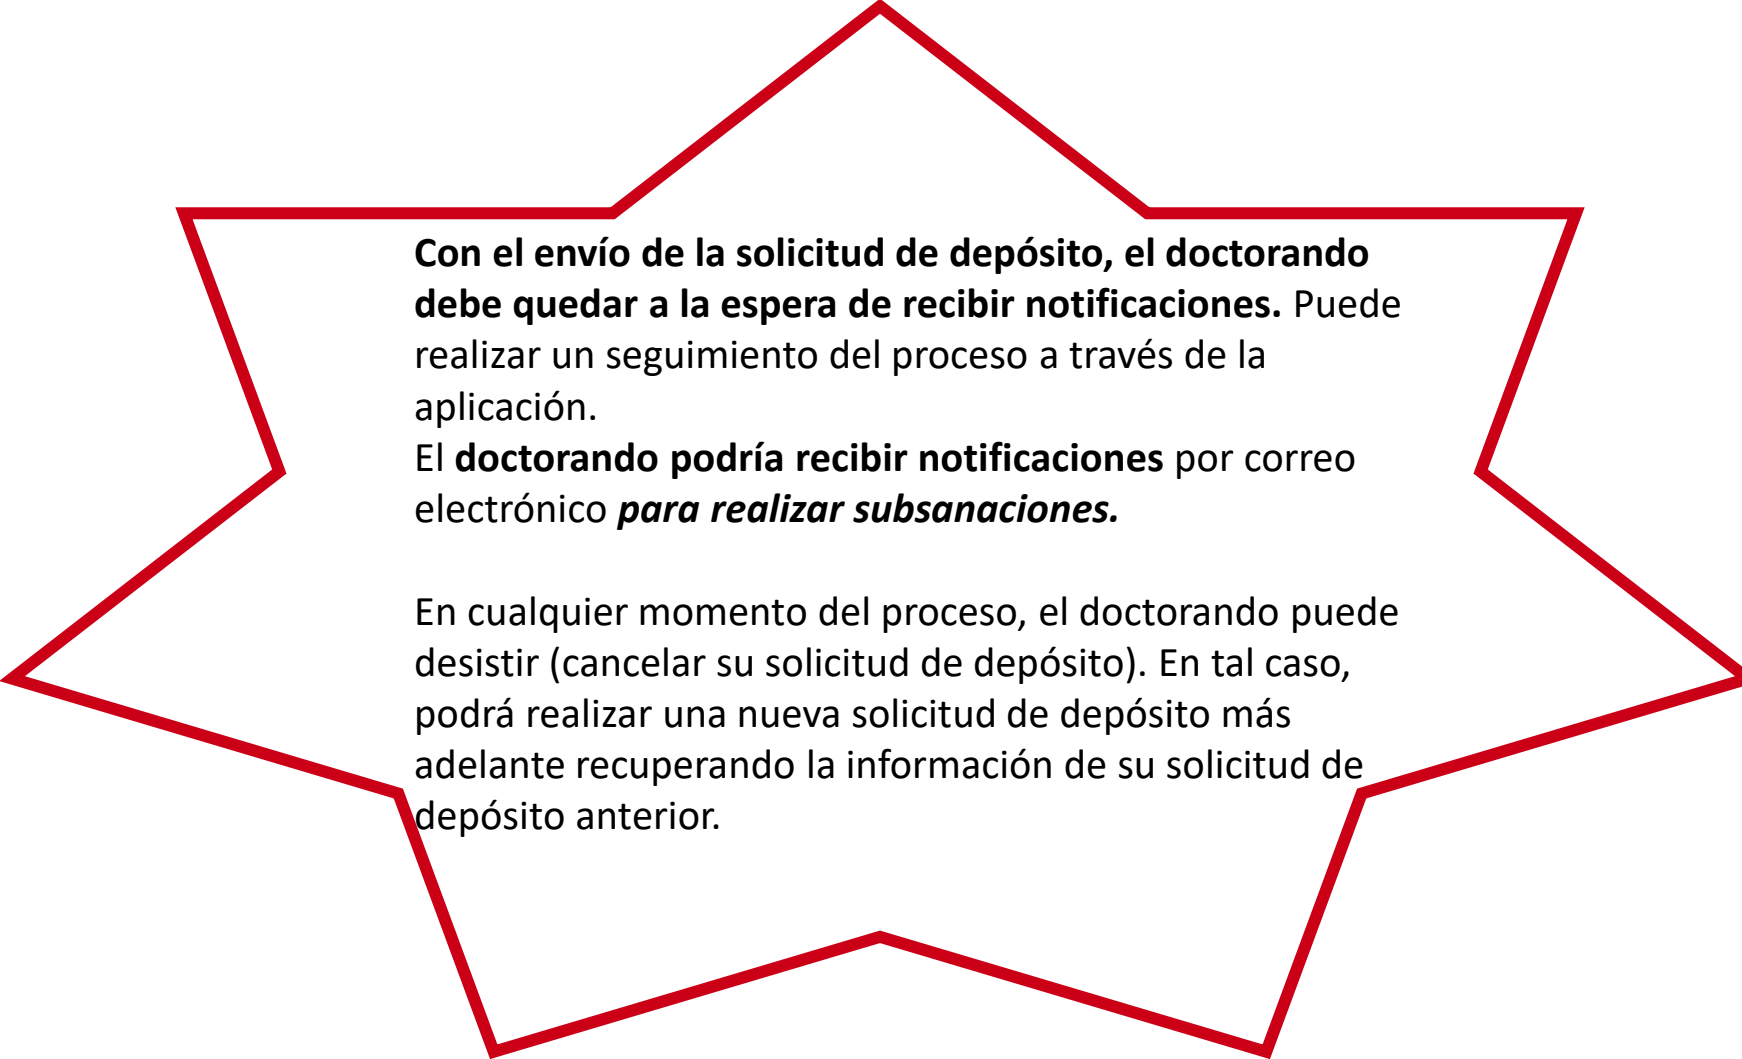 Con el envío de la solicitud de depósito, el doctorando
debe quedar a la espera de recibir notificaciones. Puede
realizar un seguimiento del proceso a través de la
aplicación.
El doctorando podría recibir notificaciones por correo
electrónico para realizar subsanaciones.
En cualquier momento del proceso, el doctorando puede
desistir (cancelar su solicitud de depósito). En tal caso,
podrá realizar una nueva solicitud de depósito más
adelante recuperando la información de su solicitud de
depósito anterior.